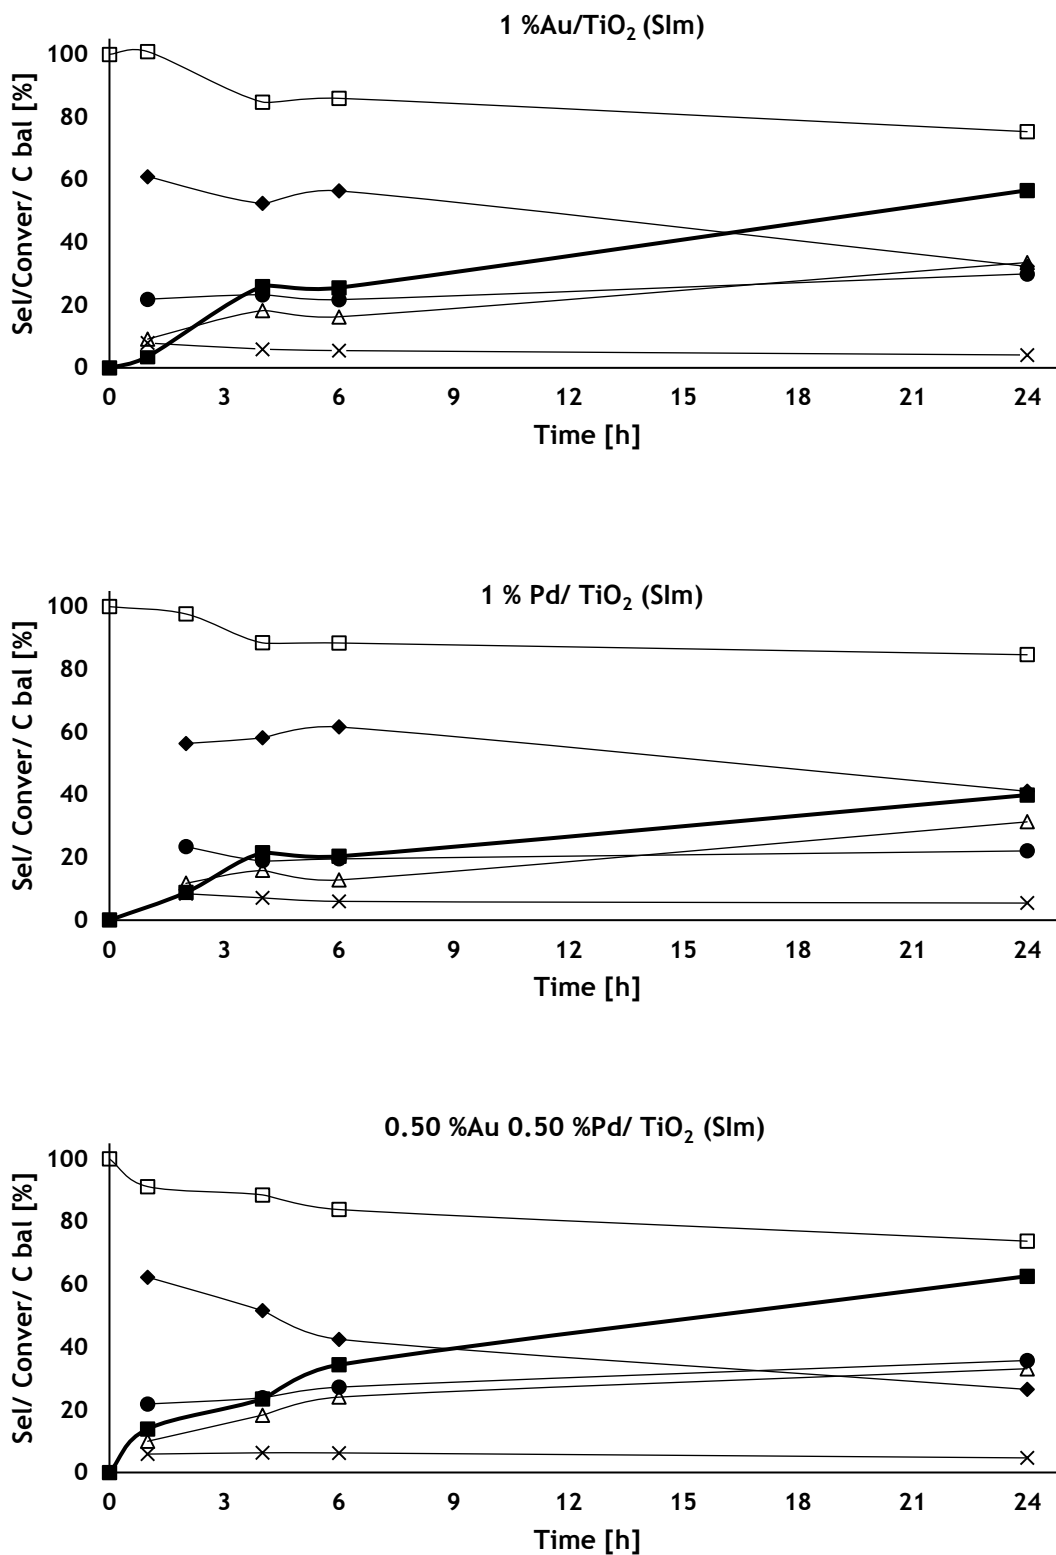 1 %Au/TiO₂ (SIm)
Sel/Conver/ C bal [%]
100
80
60
40
20
0
0 3 6 9 12 15 18 21 24
Time [h]
1 % Pd/ TiO₂ (SIm)
Sel/ Conver/ C bal [%]
100
80
60
40
20
0
0 3 6 9 12 15 18 21 24
Time [h]
0.50 %Au 0.50 %Pd/ TiO₂ (SIm)
Sel/ Conver/ C bal [%]
100
80
60
40
20
0
0 3 6 9 12 15 18 21 24
Time [h]